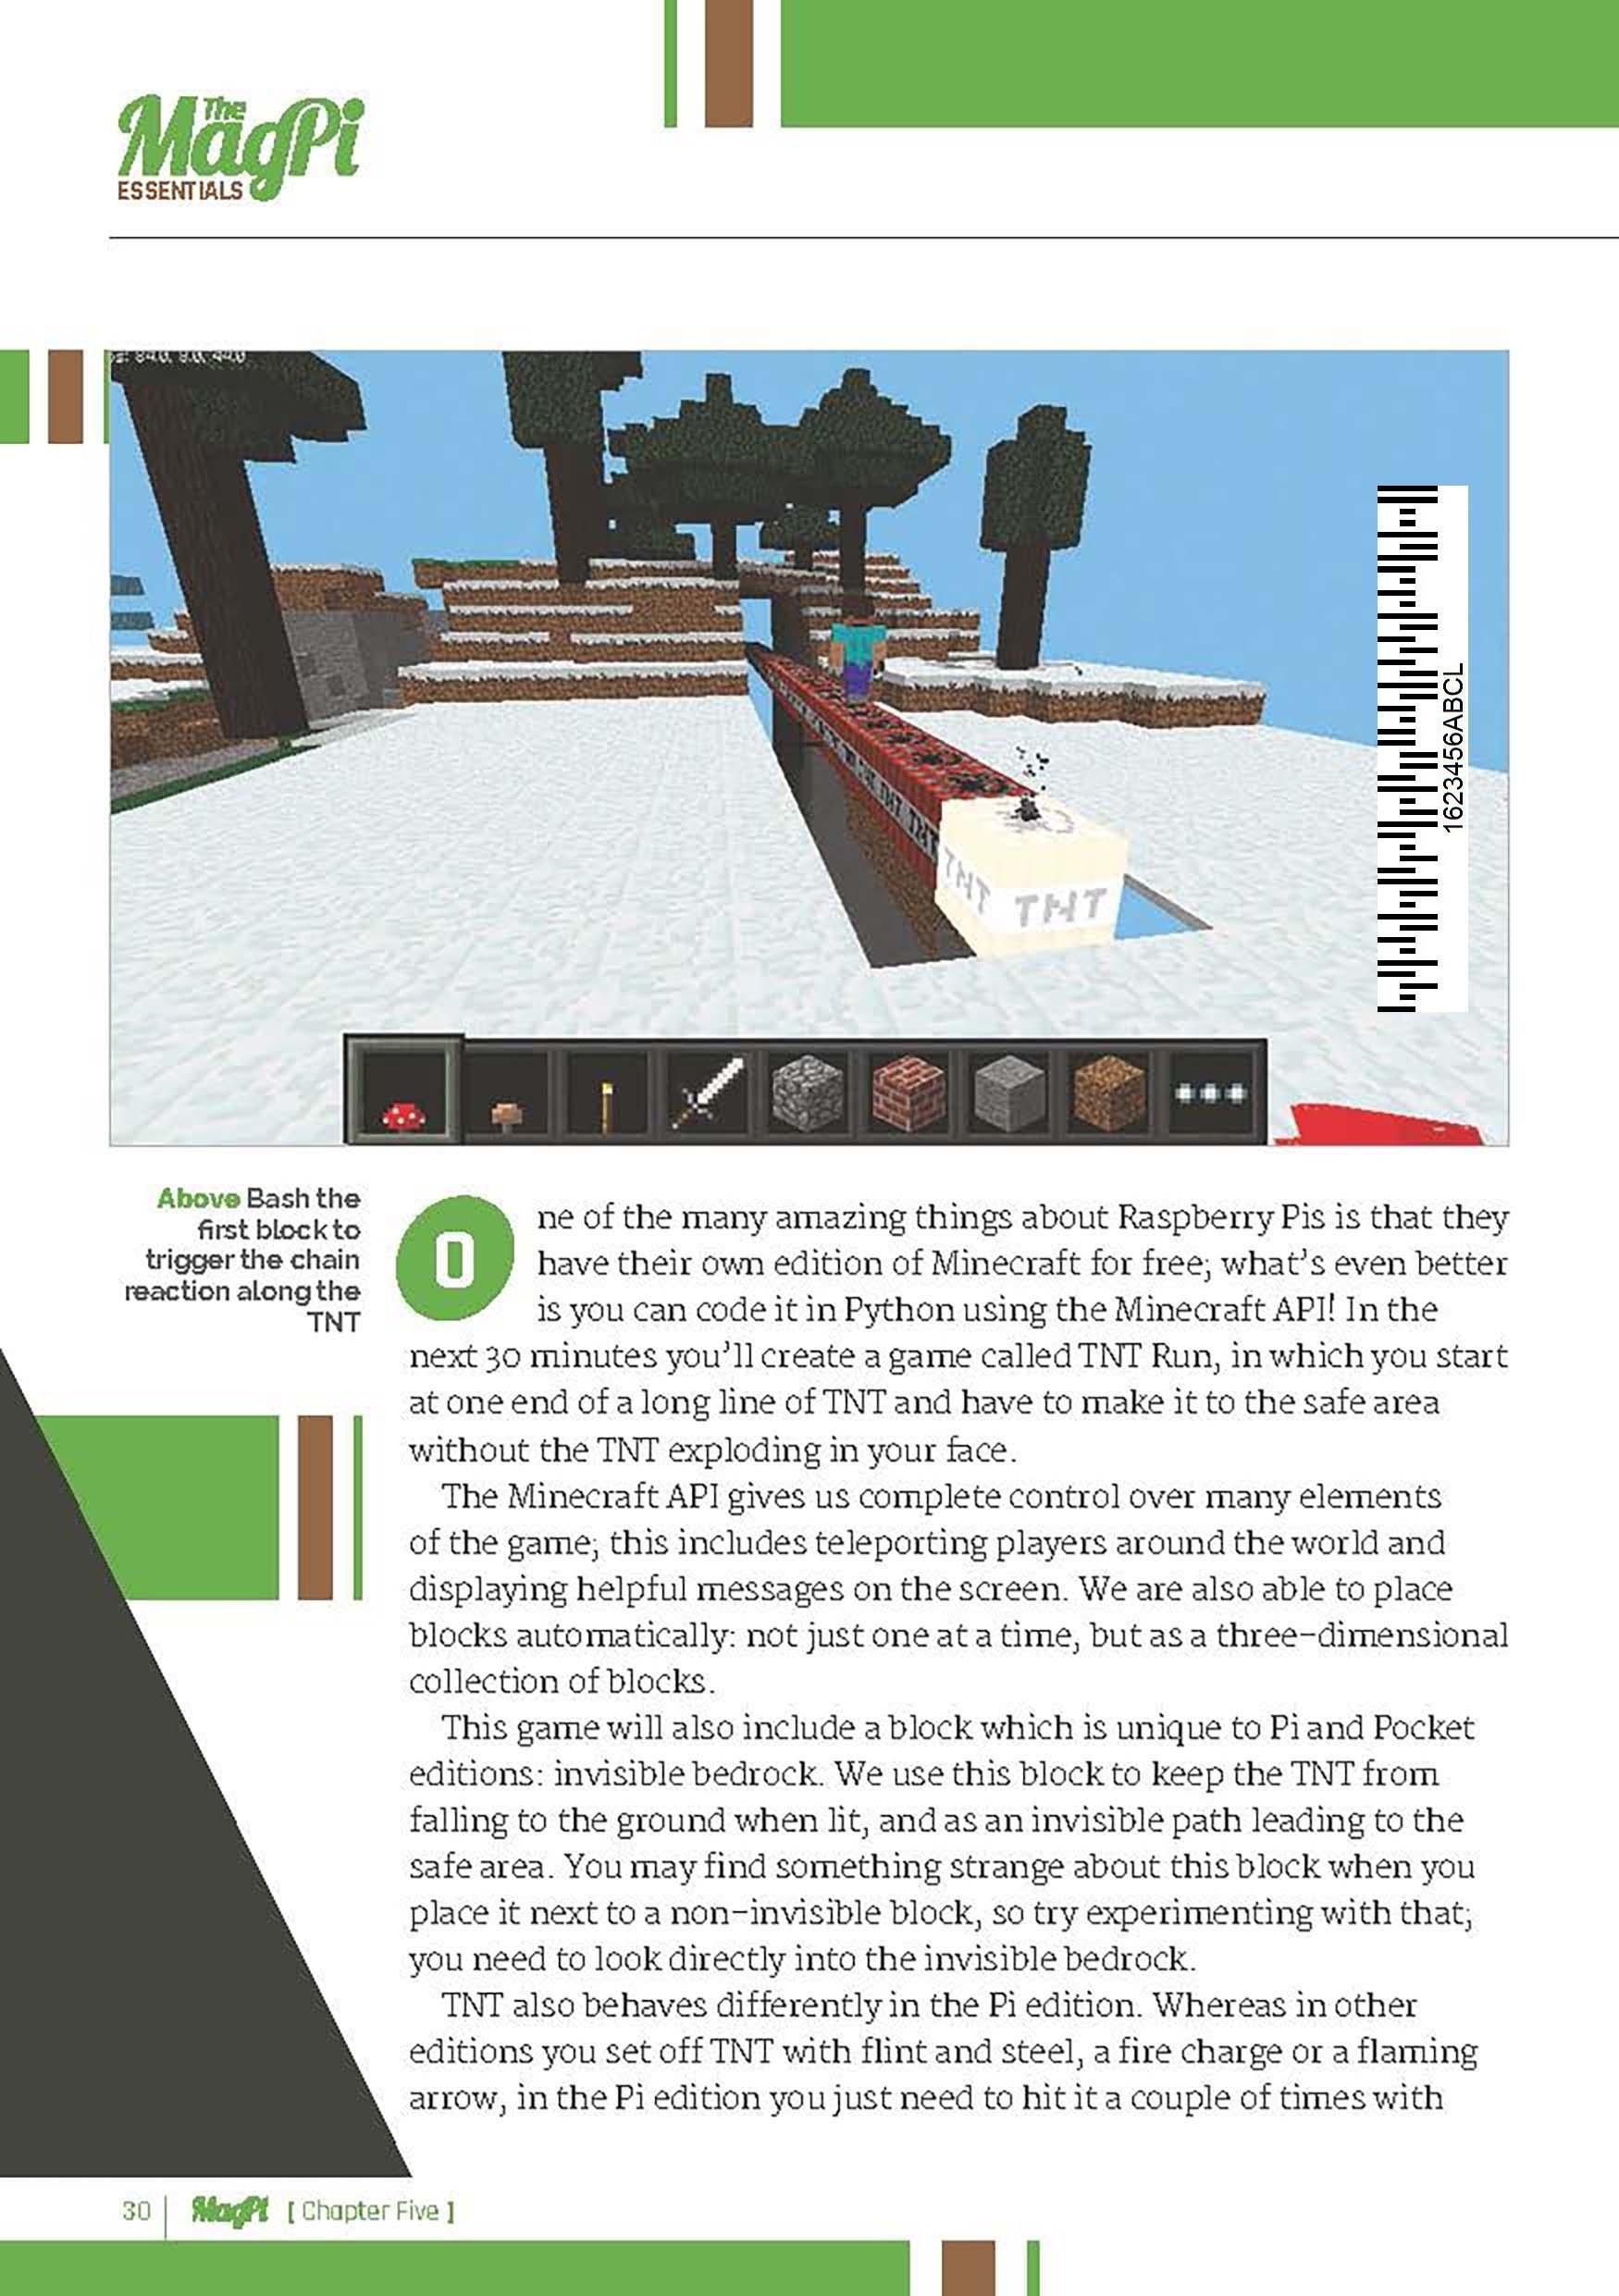 The
MagPi
ESSENTIALS
TNT TNT
TNT TNT
1623456ABCL
Above Bash the
first block to
trigger the chain
reaction along the
TNT
One of the many amazing things about Raspberry Pis is that they
have their own edition of Minecraft for free; what's even better
is you can code it in Python using the Minecraft API! In the
next 30 minutes you'll create a game called TNT Run, in which you start
at one end of a long line of TNT and have to make it to the safe area
without the TNT exploding in your face.
The Minecraft API gives us complete control over many elements
of the game; this includes teleporting players around the world and
displaying helpful messages on the screen. We are also able to place
blocks automatically: not just one at a time, but as a three-dimensional
collection of blocks.
This game will also include a block which is unique to Pi and Pocket
editions: invisible bedrock. We use this block to keep the TNT from
falling to the ground when lit, and as an invisible path leading to the
safe area. You may find something strange about this block when you
place it next to a non-invisible block, so try experimenting with that;
you need to look directly into the invisible bedrock.
TNT also behaves differently in the Pi edition. Whereas in other
editions you set off TNT with flint and steel, a fire charge or a flaming
arrow, in the Pi edition you just need to hit it a couple of times with
30 MagPi [ Chapter Five ]